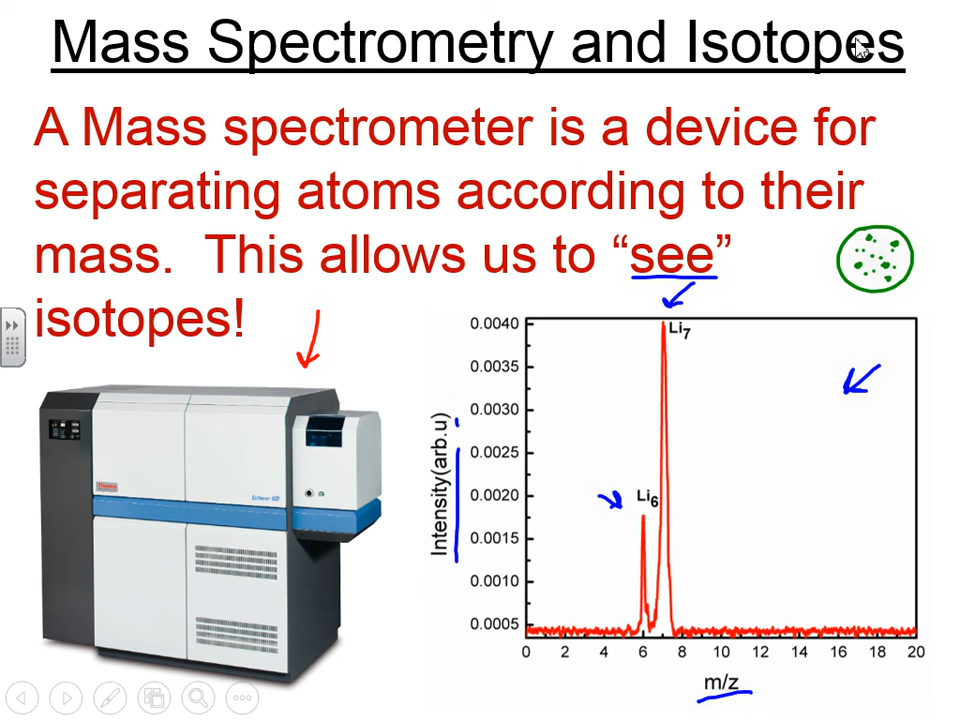 Mass Spectrometry and Isotopes
A Mass spectrometer is a device for
separating atoms according to their
mass. This allows us to “see”
isotopes!
Intensity(arb.u)
0.0040
0.0035
0.0030
0.0025
0.0020
0.0015
0.0010
0.0005
Li7
Li6
0 2 4 6 8 10 12 14 16 18 20
m/z